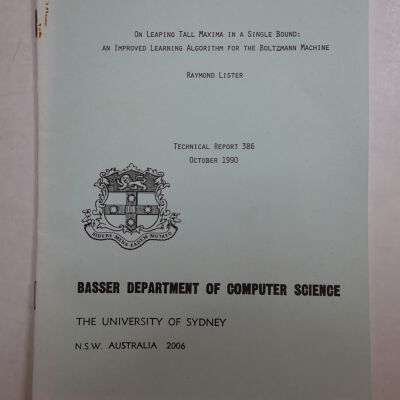 ON LEAPING TALL MAXIMA IN A SINGLE BOUND:
AN IMPROVED LEARNING ALGORITHM FOR THE BOLTZMANN MACHINE
RAYMOND LISTER
TECHNICAL REPORT 386
OCTOBER 1990
SIDERE MENS EADEM MUTATO
BASSER DEPARTMENT OF COMPUTER SCIENCE
THE UNIVERSITY OF SYDNEY
N.S.W. AUSTRALIA 2006